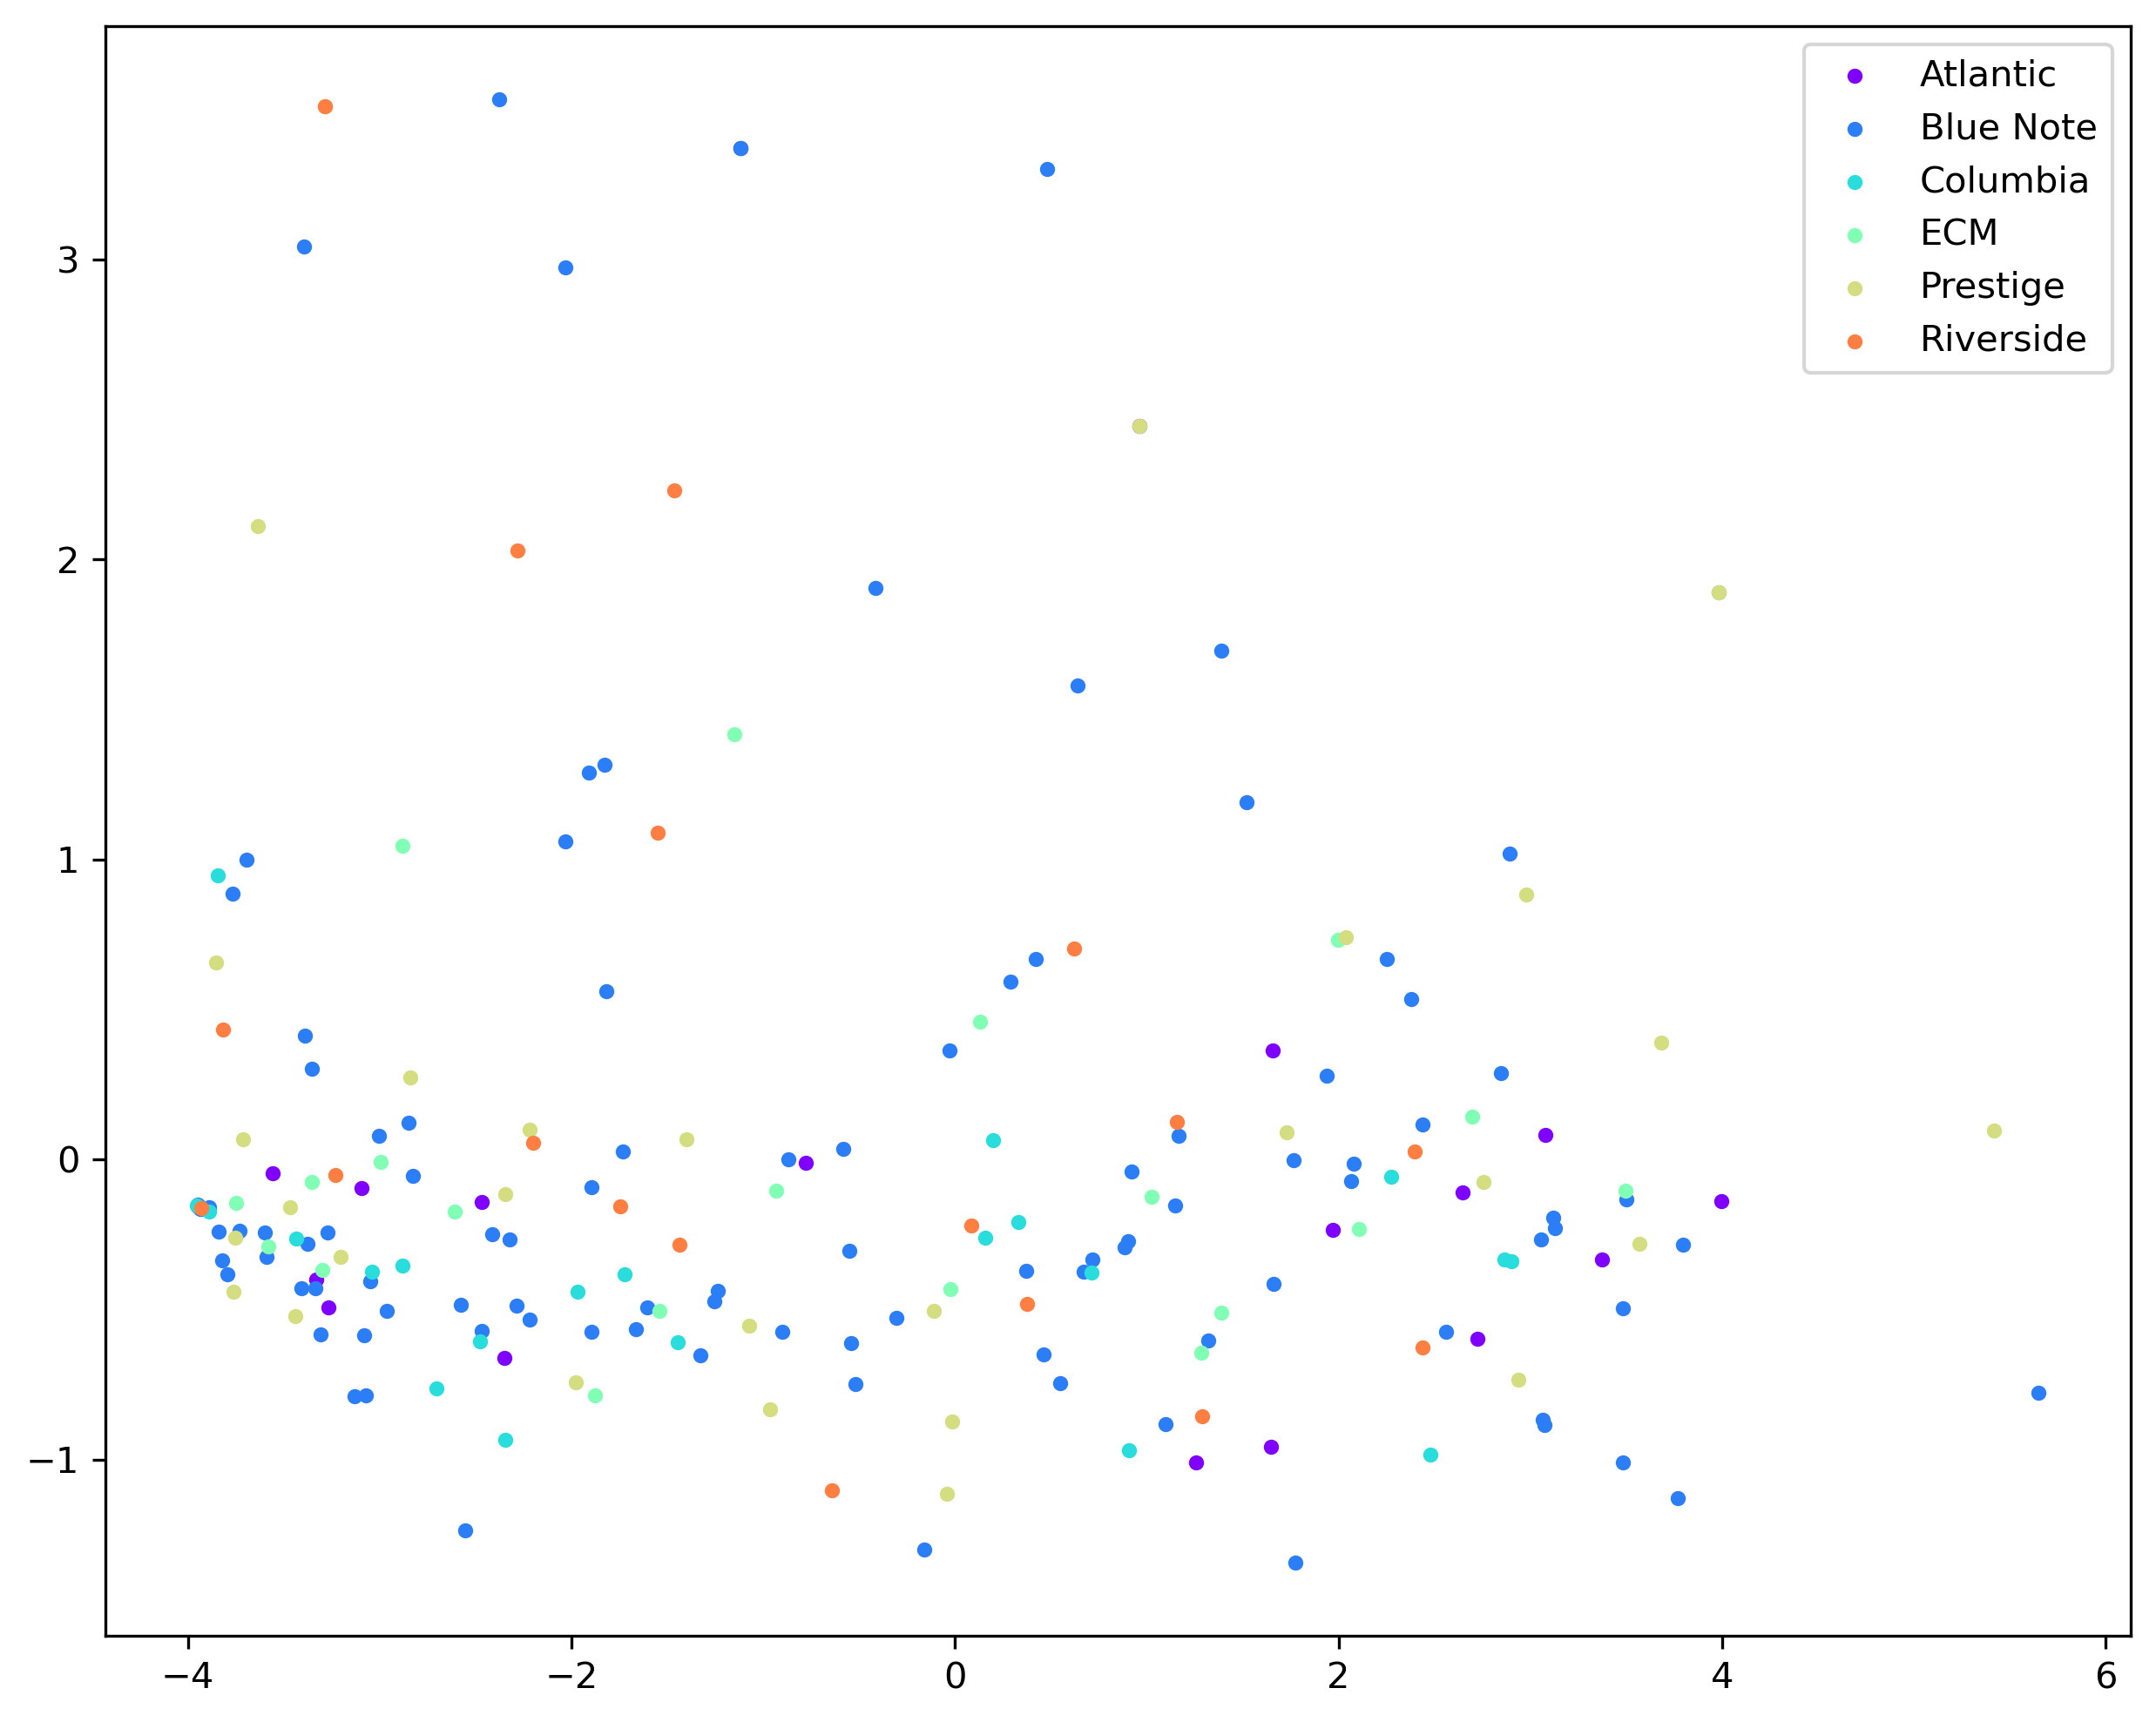 Atlantic
Blue Note
Columbia
ECM
Prestige
Riverside
3
2
1
0
−1
−4 −2 0 2 4 6